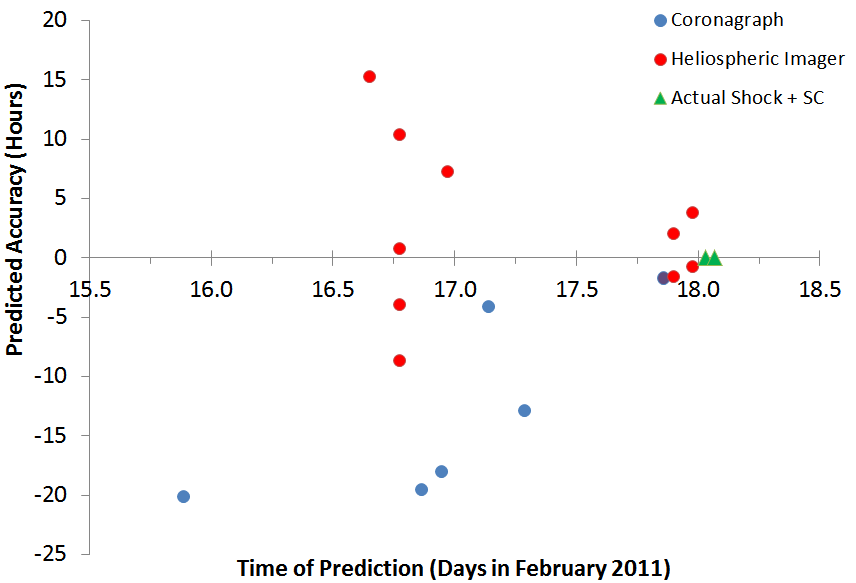 20
15
10
5
0
-5
-10
-15
-20
-25
15.5 16.0 16.5 17.0 17.5 18.0 18.5
Predicted Accuracy (Hours)
Time of Prediction (Days in February 2011)
Coronagraph
Heliospheric Imager
Actual Shock + SC